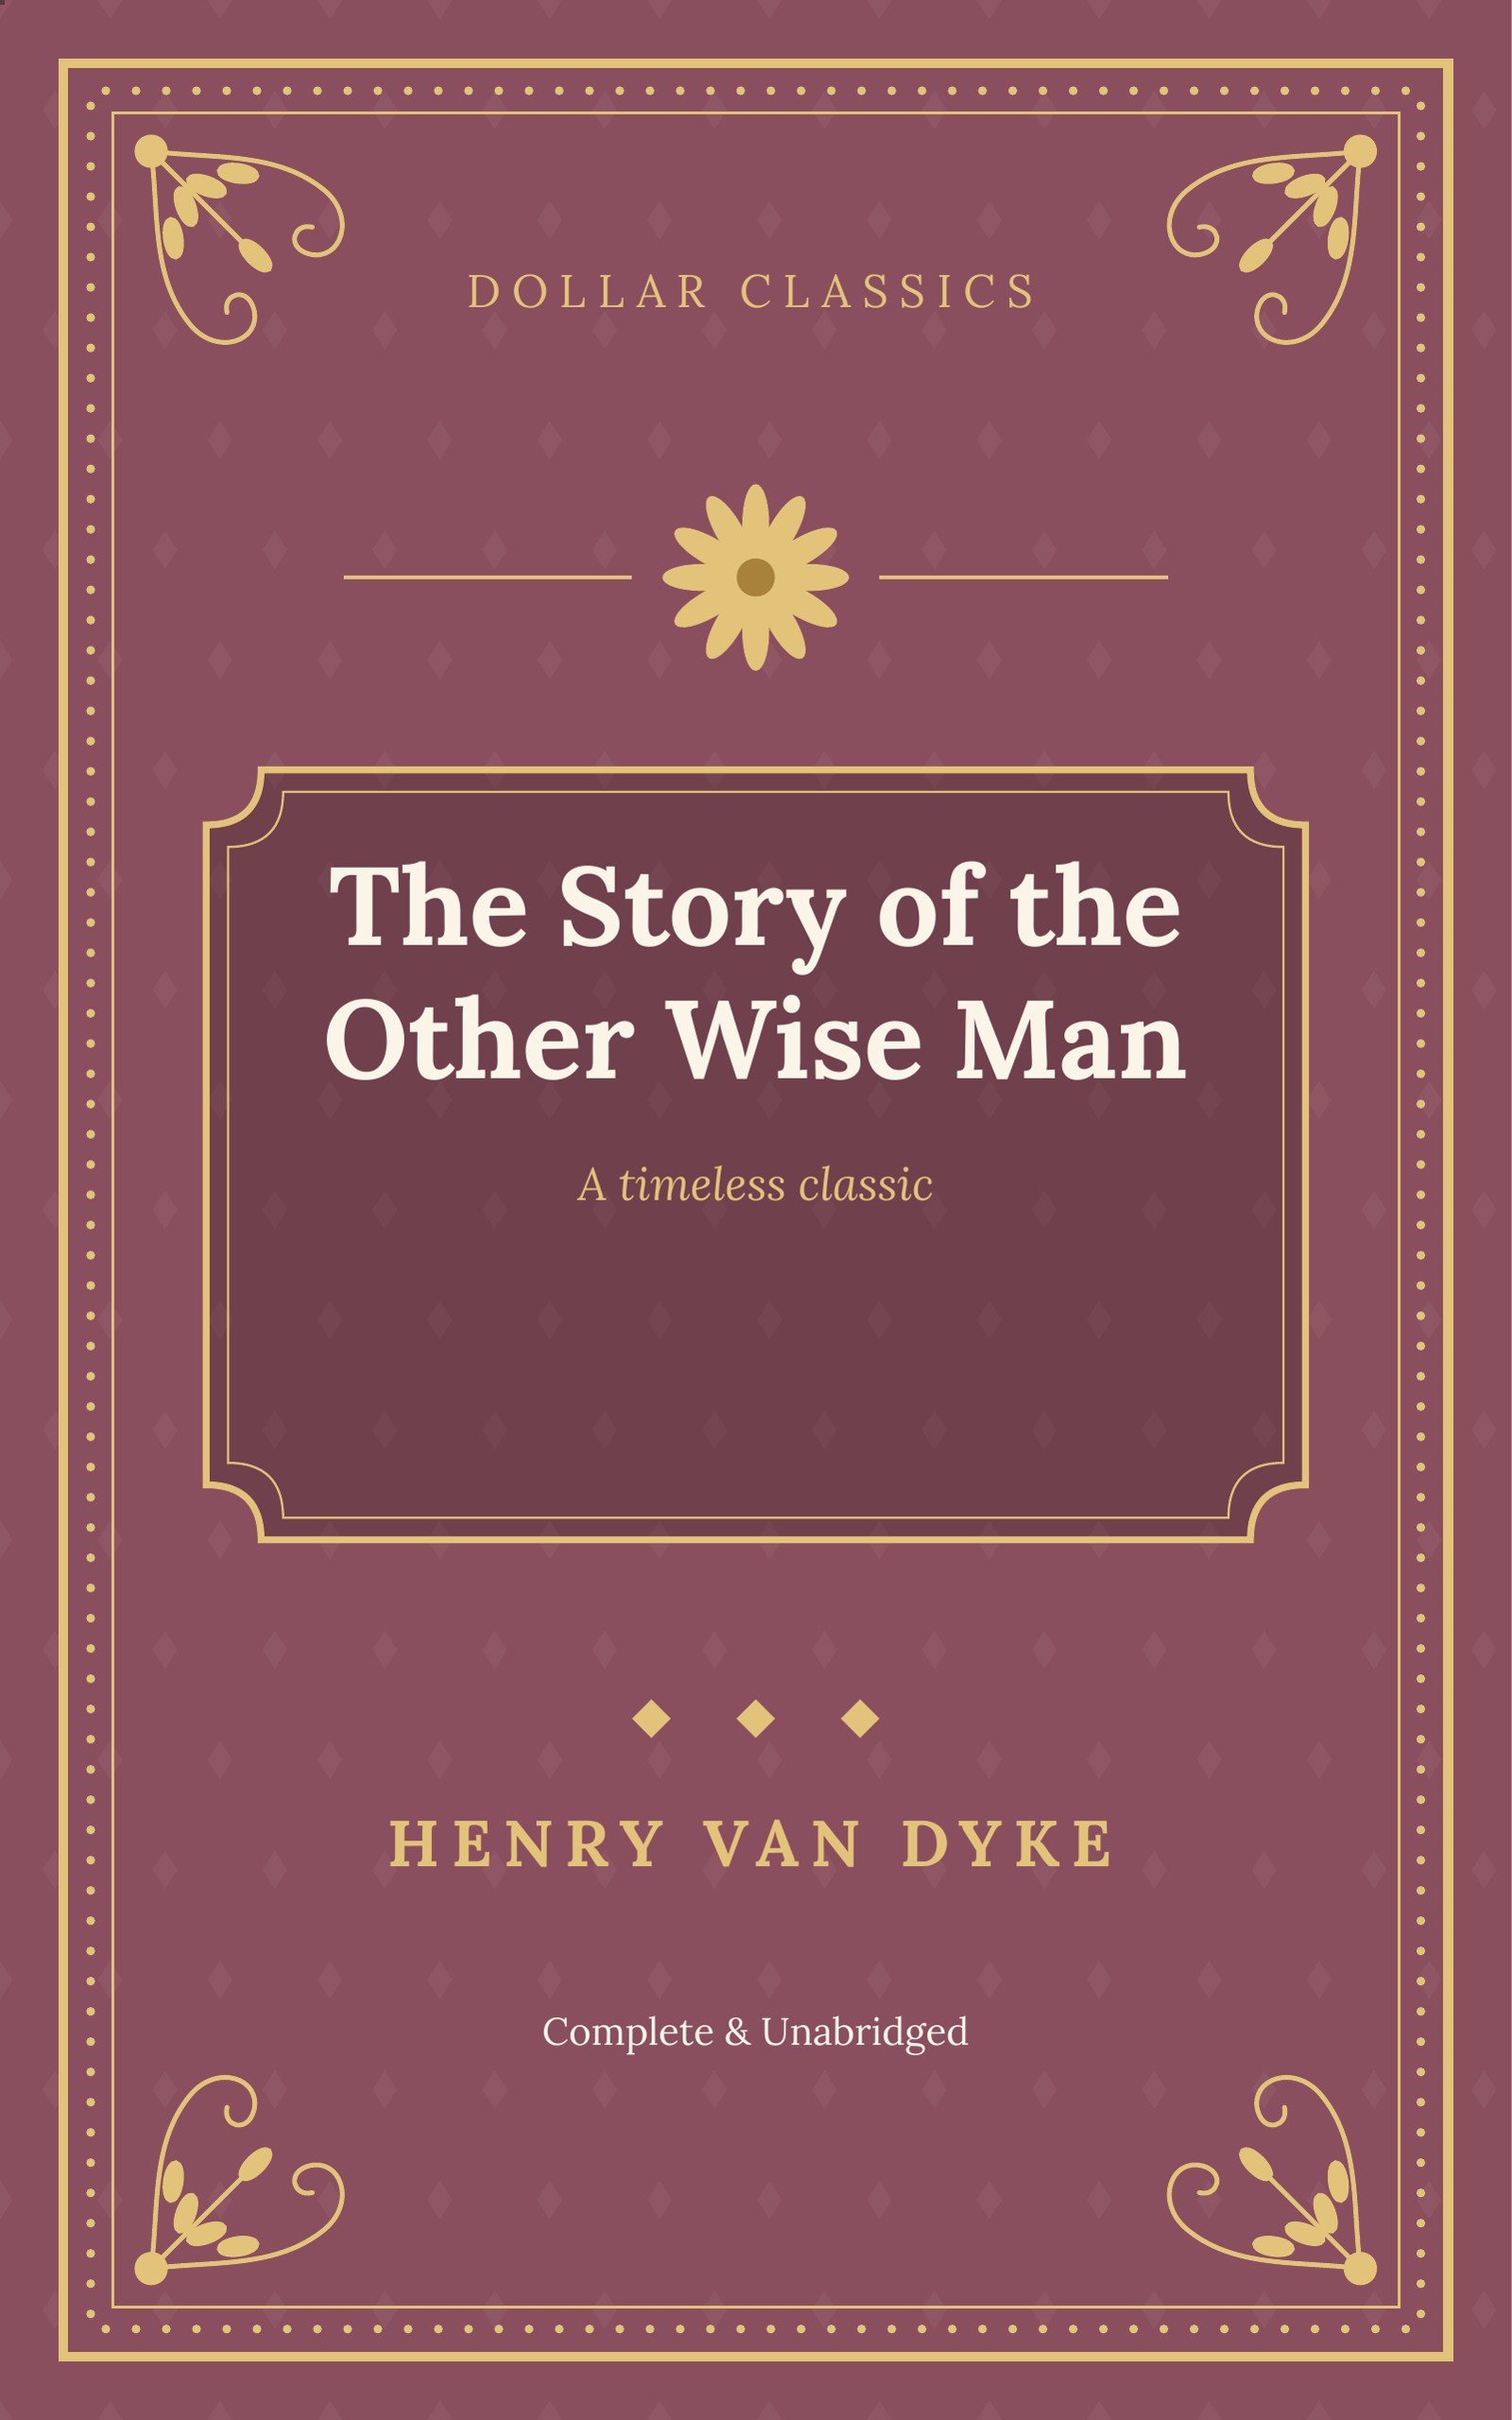 DOLLAR CLASSICS
The Story of the
Other Wise Man
A timeless classic
HENRY VAN DYKE
Complete & Unabridged